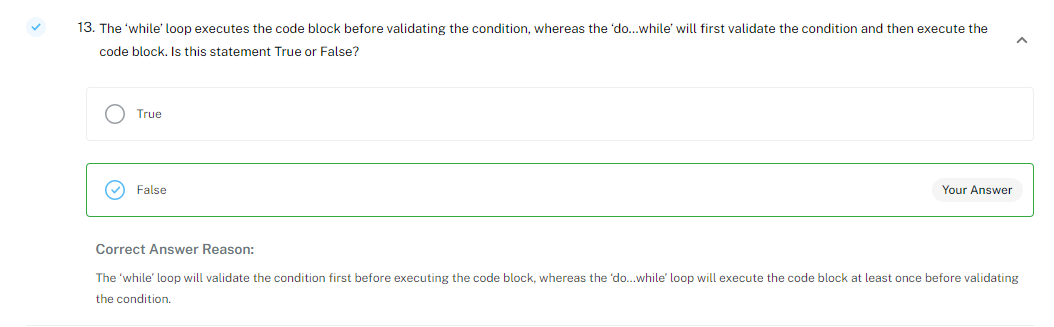 13. The ‘while’ loop executes the code block before validating the condition, whereas the ‘do...while’ will first validate the condition and then execute the
code block. Is this statement True or False?
True
False
Your Answer
Correct Answer Reason:
The ‘while’ loop will validate the condition first before executing the code block, whereas the ‘do...while’ loop will execute the code block at least once before validating
the condition.